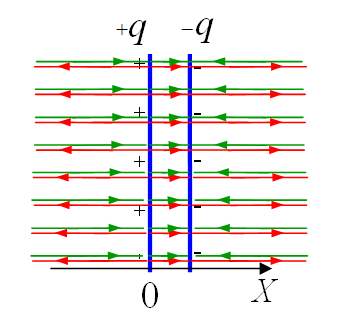 +q −q
+ -
+ -
+ -
+ -
+ -
0 X